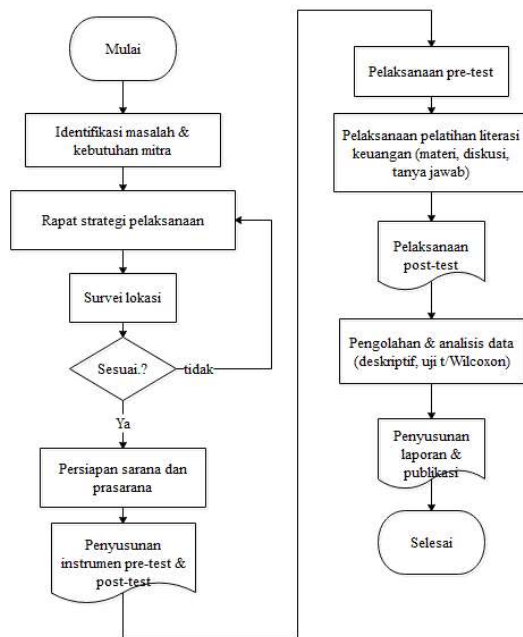 Mulai
Identifikasi masalah &
kebutuhan mitra
Rapat strategi pelaksanaan
Survei lokasi
Sesuai.?
tidak
Ya
Persiapan sarana dan
prasarana
Penyusunan
instrumen pre-test &
post-test
Pelaksanaan pre-test
Pelaksanaan pelatihan literasi
keuangan (materi, diskusi,
tanya jawab)
Pelaksanaan
post-test
Pengolahan & analisis data
(deskriptif, uji t/Wilcoxon)
Penyusunan
laporan &
publikasi
Selesai